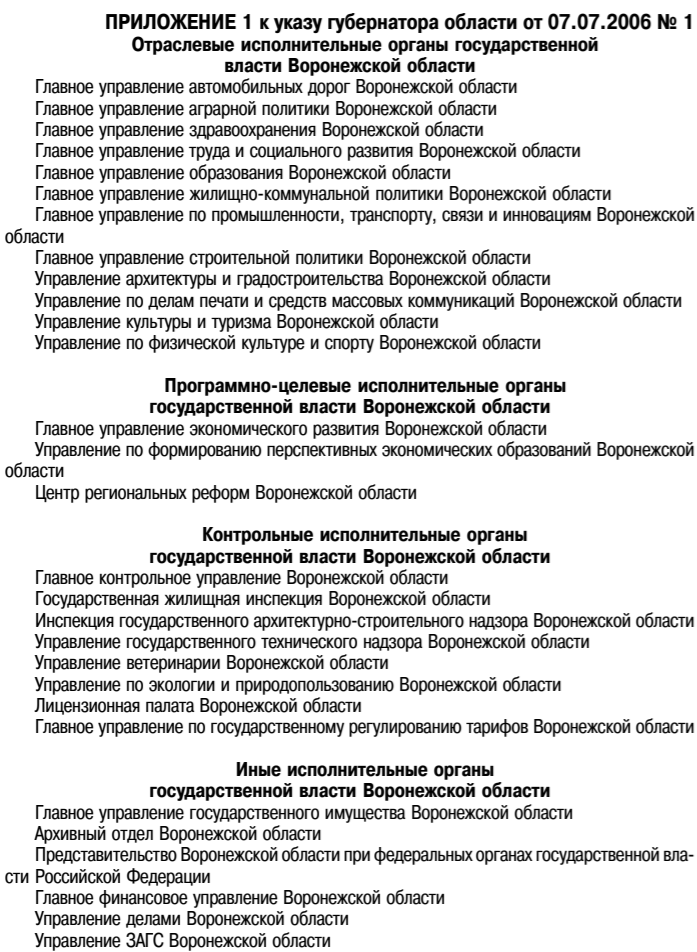 ПРИЛОЖЕНИЕ 1 к указу губернатора области от 07.07.2006 № 1
Отраслевые исполнительные органы государственной
власти Воронежской области
Главное управление автомобильных дорог Воронежской области
Главное управление аграрной политики Воронежской области
Главное управление здравоохранения Воронежской области
Главное управление труда и социального развития Воронежской области
Главное управление образования Воронежской области
Главное управление жилищно-коммунальной политики Воронежской области
Главное управление по промышленности, транспорту, связи и инновациям Воронежской
области
Главное управление строительной политики Воронежской области
Управление архитектуры и градостроительства Воронежской области
Управление по делам печати и средств массовых коммуникаций Воронежской области
Управление культуры и туризма Воронежской области
Управление по физической культуре и спорту Воронежской области
Программно-целевые исполнительные органы
государственной власти Воронежской области
Главное управление экономического развития Воронежской области
Управление по формированию перспективных экономических образований Воронежской
области
Центр региональных реформ Воронежской области
Контрольные исполнительные органы
государственной власти Воронежской области
Главное контрольное управление Воронежской области
Государственная жилищная инспекция Воронежской области
Инспекция государственного архитектурно-строительного надзора Воронежской области
Управление государственного технического надзора Воронежской области
Управление ветеринарии Воронежской области
Управление по экологии и природопользованию Воронежской области
Лицензионная палата Воронежской области
Главное управление по государственному регулированию тарифов Воронежской области
Иные исполнительные органы
государственной власти Воронежской области
Главное управление государственного имущества Воронежской области
Архивный отдел Воронежской области
Представительство Воронежской области при федеральных органах государственной вла-
сти Российской Федерации
Главное финансовое управление Воронежской области
Управление делами Воронежской области
Управление ЗАГС Воронежской области